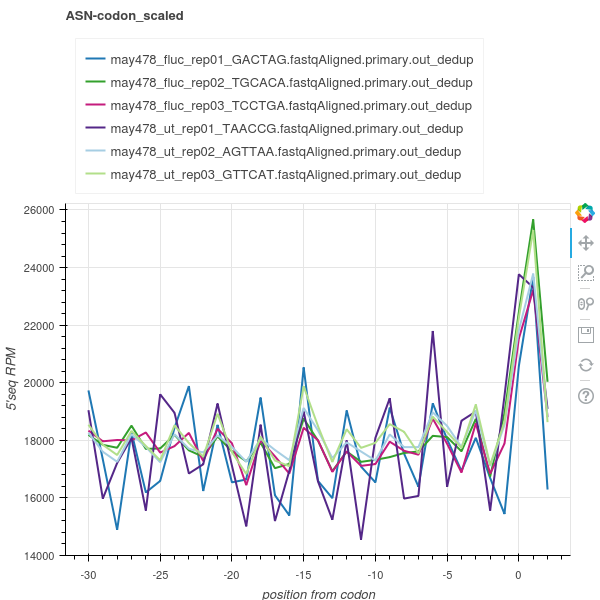 ASN-codon_scaled
may478_fluc_rep01_GACTAG.fastqAligned.primary.out_dedup
may478_fluc_rep02_TGCACA.fastqAligned.primary.out_dedup
may478_fluc_rep03_TCCTGA.fastqAligned.primary.out_dedup
may478_ut_rep01_TAACCG.fastqAligned.primary.out_dedup
may478_ut_rep02_AGTTAA.fastqAligned.primary.out_dedup
may478_ut_rep03_GTTCAT.fastqAligned.primary.out_dedup
26000
24000
22000
20000
18000
16000
14000
5'seq RPM
-30 -25 -20 -15 -10 -5 0
position from codon